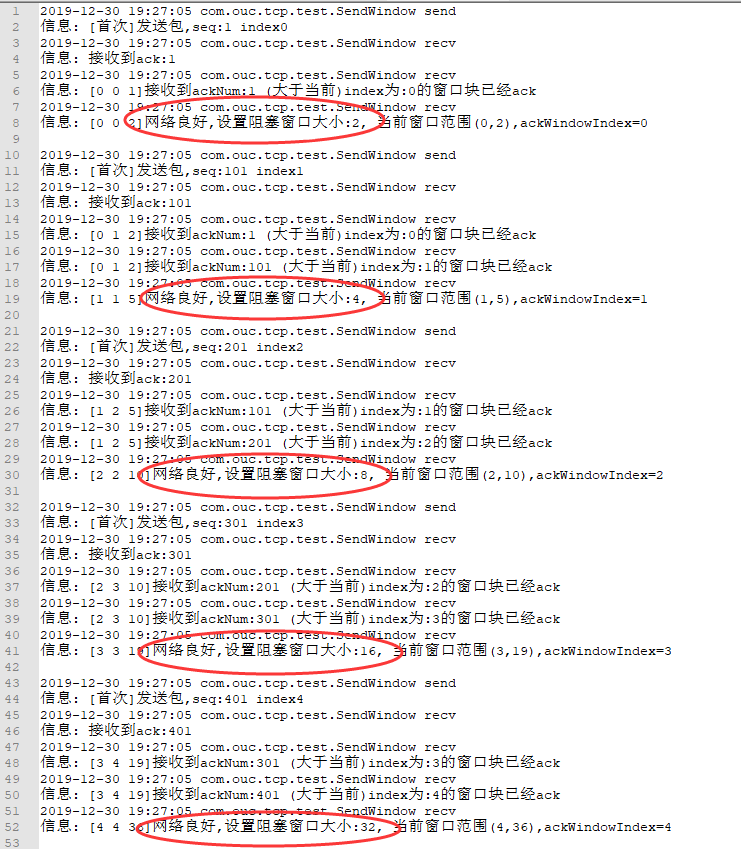 1 2019-12-30 19:27:05 com.ouc.tcp.test.SendWindow send
2 信息: [首次]发送包,seq:1 index0
3 2019-12-30 19:27:05 com.ouc.tcp.test.SendWindow recv
4 信息: 接收到ack:1
5 2019-12-30 19:27:05 com.ouc.tcp.test.SendWindow recv
6 信息: [0 0 1]接收到ackNum:1 (大于当前)index为:0的窗口块已经ack
7 2019-12-30 19:27:05 com.ouc.tcp.test.SendWindow recv
8 信息: [0 0 2]网络良好,设置阻塞窗口大小:2, 当前窗口范围(0,2),ackWindowIndex=0
9
10 2019-12-30 19:27:05 com.ouc.tcp.test.SendWindow send
11 信息: [首次]发送包,seq:101 index1
12 2019-12-30 19:27:05 com.ouc.tcp.test.SendWindow recv
13 信息: 接收到ack:101
14 2019-12-30 19:27:05 com.ouc.tcp.test.SendWindow recv
15 信息: [0 1 2]接收到ackNum:1 (大于当前)index为:0的窗口块已经ack
16 2019-12-30 19:27:05 com.ouc.tcp.test.SendWindow recv
17 信息: [0 1 2]接收到ackNum:101 (大于当前)index为:1的窗口块已经ack
18 2019-12-30 19:27:05 com.ouc.tcp.test.SendWindow recv
19 信息: [1 1 5]网络良好,设置阻塞窗口大小:4, 当前窗口范围(1,5),ackWindowIndex=1
20
21 2019-12-30 19:27:05 com.ouc.tcp.test.SendWindow send
22 信息: [首次]发送包,seq:201 index2
23 2019-12-30 19:27:05 com.ouc.tcp.test.SendWindow recv
24 信息: 接收到ack:201
25 2019-12-30 19:27:05 com.ouc.tcp.test.SendWindow recv
26 信息: [1 2 5]接收到ackNum:101 (大于当前)index为:1的窗口块已经ack
27 2019-12-30 19:27:05 com.ouc.tcp.test.SendWindow recv
28 信息: [1 2 5]接收到ackNum:201 (大于当前)index为:2的窗口块已经ack
29 2019-12-30 19:27:05 com.ouc.tcp.test.SendWindow recv
30 信息: [2 2 10]网络良好,设置阻塞窗口大小:8, 当前窗口范围(2,10),ackWindowIndex=2
31
32 2019-12-30 19:27:05 com.ouc.tcp.test.SendWindow send
33 信息: [首次]发送包,seq:301 index3
34 2019-12-30 19:27:05 com.ouc.tcp.test.SendWindow recv
35 信息: 接收到ack:301
36 2019-12-30 19:27:05 com.ouc.tcp.test.SendWindow recv
37 信息: [2 3 10]接收到ackNum:201 (大于当前)index为:2的窗口块已经ack
38 2019-12-30 19:27:05 com.ouc.tcp.test.SendWindow recv
39 信息: [2 3 10]接收到ackNum:301 (大于当前)index为:3的窗口块已经ack
40 2019-12-30 19:27:05 com.ouc.tcp.test.SendWindow recv
41 信息: [3 3 19]网络良好,设置阻塞窗口大小:16, 当前窗口范围(3,19),ackWindowIndex=3
42
43 2019-12-30 19:27:05 com.ouc.tcp.test.SendWindow send
44 信息: [首次]发送包,seq:401 index4
45 2019-12-30 19:27:05 com.ouc.tcp.test.SendWindow recv
46 信息: 接收到ack:401
47 2019-12-30 19:27:05 com.ouc.tcp.test.SendWindow recv
48 信息: [3 4 19]接收到ackNum:301 (大于当前)index为:3的窗口块已经ack
49 2019-12-30 19:27:05 com.ouc.tcp.test.SendWindow recv
50 信息: [3 4 19]接收到ackNum:401 (大于当前)index为:4的窗口块已经ack
51 2019-12-30 19:27:05 com.ouc.tcp.test.SendWindow recv
52 信息: [4 4 36]网络良好,设置阻塞窗口大小:32, 当前窗口范围(4,36),ackWindowIndex=4
53